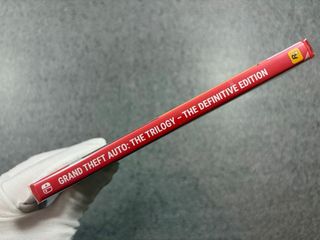 GRAND THEFT AUTO: THE TRILOGY – THE DEFINITIVE EDITION